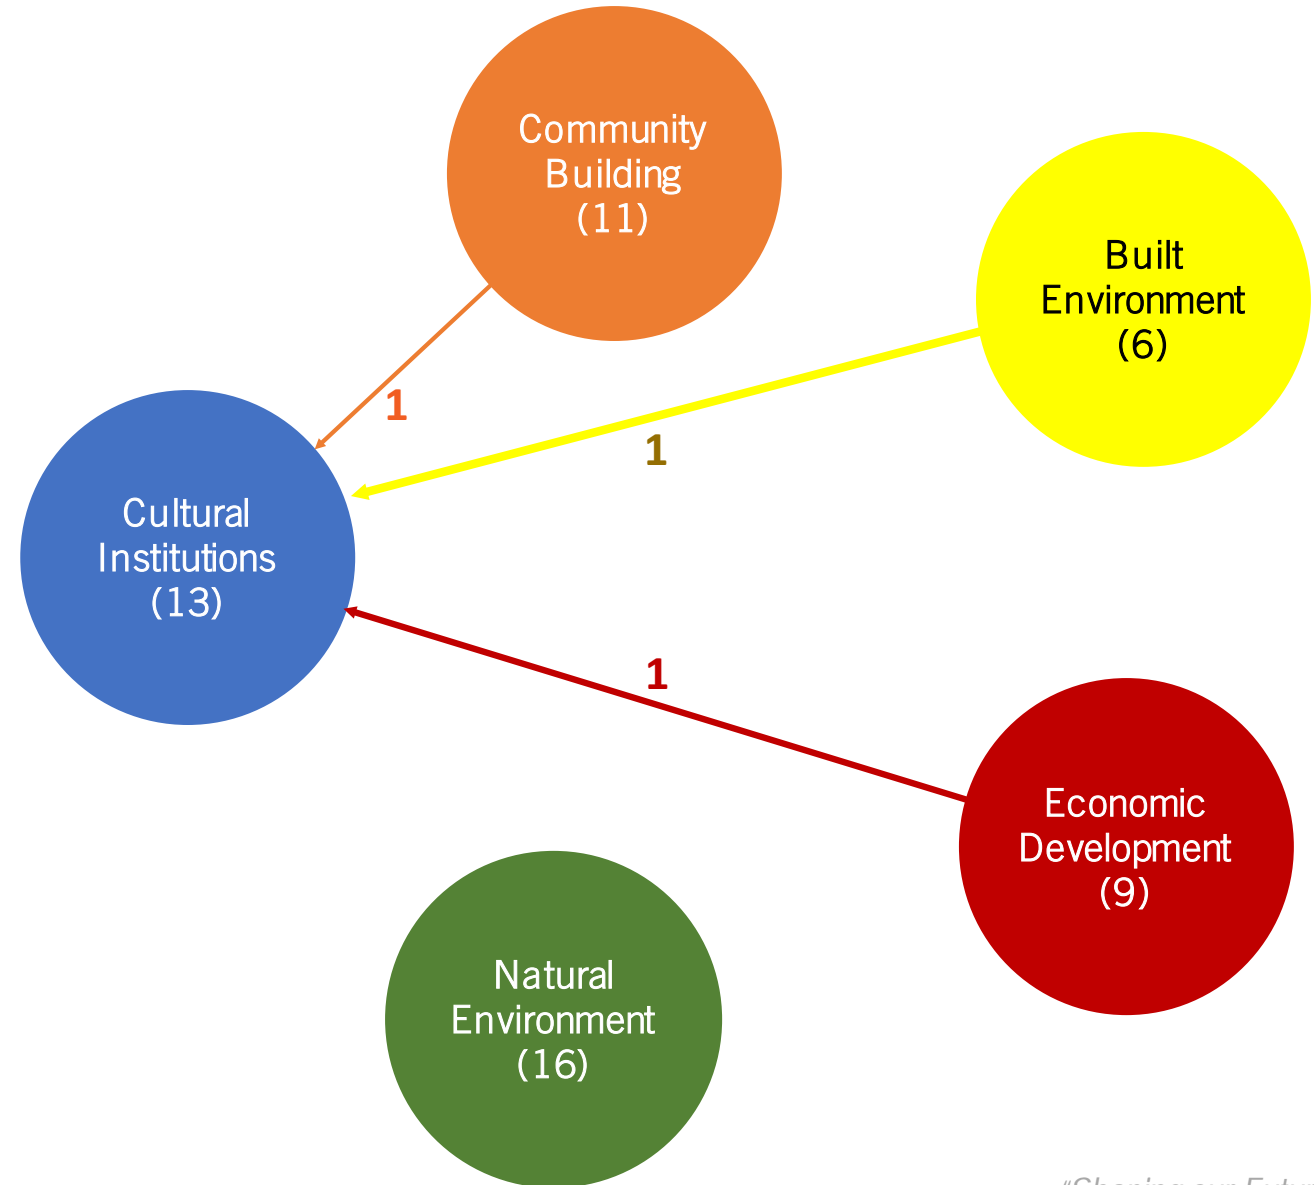 Community
Building
(11)
Built
Environment
(6)
1
1
Cultural
Institutions
(13)
1
Economic
Development
(9)
Natural
Environment
(16)